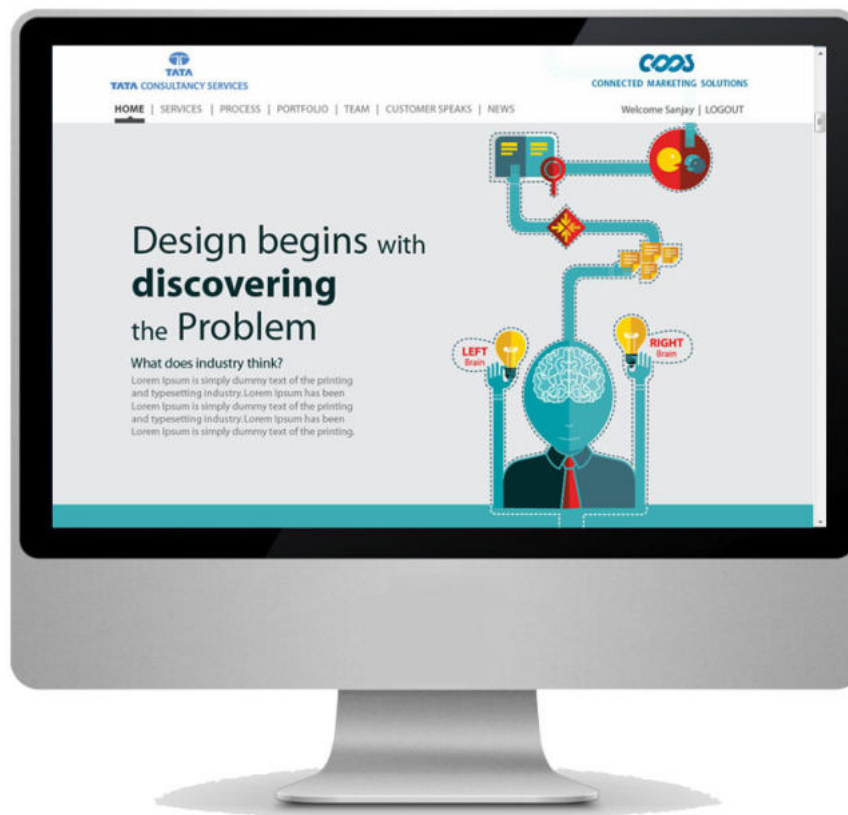 TATA
TATA CONSULTANCY SERVICES
COOS
CONNECTED MARKETING SOLUTIONS
HOME | SERVICES | PROCESS | PORTFOLIO | TEAM | CUSTOMER SPEAKS | NEWS
Welcome Sanjay | LOGOUT
Design begins with
discovering
the Problem
What does industry think?
Lorem Ipsum is simply dummy text of the printing
and typesetting industry.Lorem Ipsum has been
Lorem Ipsum is simply dummy text of the printing
and typesetting industry.Lorem Ipsum has been
Lorem Ipsum is simply dummy text of the printing.
LEFT
Brain
RIGHT
Brain